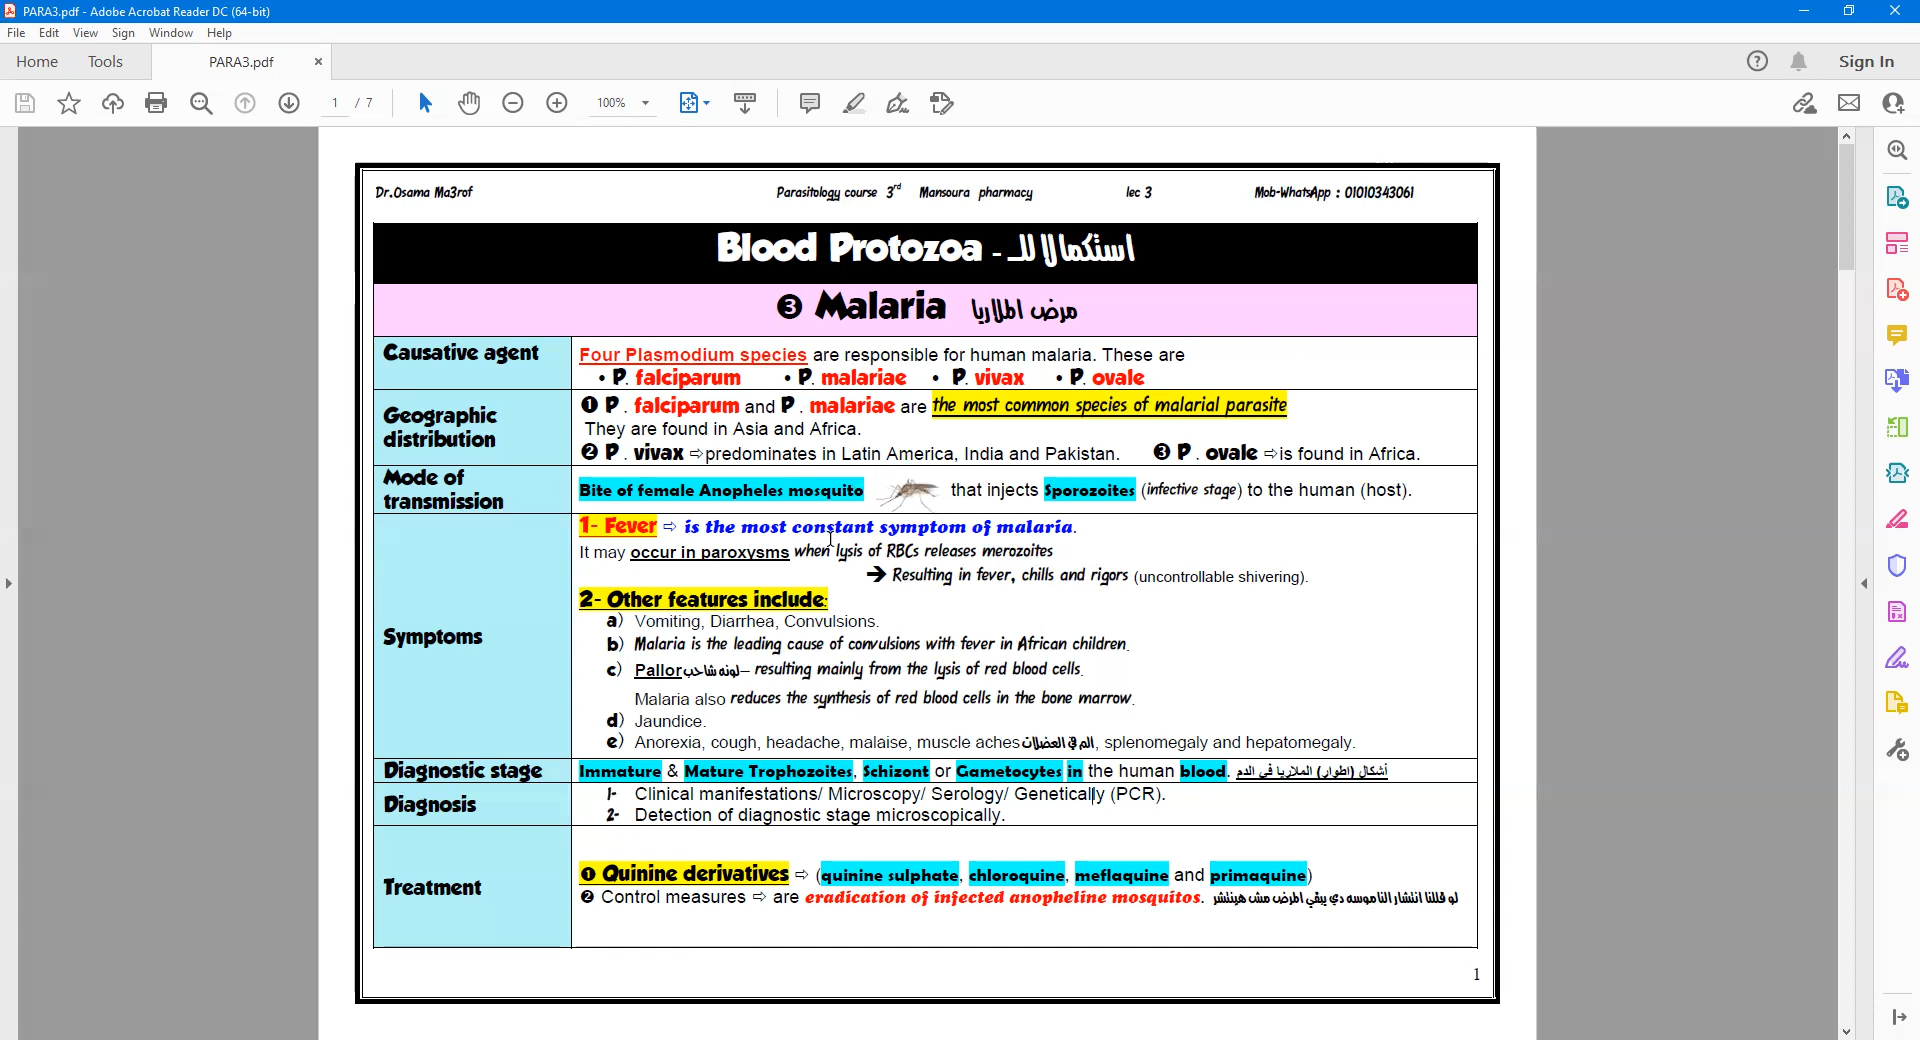 PARA3.pdf - Adobe Acrobat Reader DC (64-bit)
File Edit View Sign Window Help
Home Tools PARA3.pdf Sign In
1 / 7 100%
Dr.Osama Ma3rof Parasitology course 3rd Mansoura pharmacy lec 3 Mob-WhatsApp : 01010343061
Blood Protozoa - استكمالا للـ
❸ Malaria مرض الملاريا
Causative agent
Four Plasmodium species are responsible for human malaria. These are
• P. falciparum • P. malariae • P. vivax • P. ovale
Geographic distribution
❶ P. falciparum and P. malariae are the most common species of malarial parasite
They are found in Asia and Africa.
❷ P. vivax ⇨predominates in Latin America, India and Pakistan. ❸ P. ovale ⇨is found in Africa.
Mode of transmission
Bite of female Anopheles mosquito that injects Sporozoites (infective stage) to the human (host).
Symptoms
1- Fever ⇨ is the most constant symptom of malaria.
It may occur in paroxysms when lysis of RBCs releases merozoites
➔ Resulting in fever, chills and rigors (uncontrollable shivering).
2- Other features include:
a) Vomiting, Diarrhea, Convulsions.
b) Malaria is the leading cause of convulsions with fever in African children.
c) Pallor لونه شاحب– resulting mainly from the lysis of red blood cells.
Malaria also reduces the synthesis of red blood cells in the bone marrow.
d) Jaundice.
e) Anorexia, cough, headache, malaise, muscle aches الم في العضلات, splenomegaly and hepatomegaly.
Diagnostic stage
Immature & Mature Trophozoites, Schizont or Gametocytes in the human blood. أشكال (اطوار) الملاريا في الدم
Diagnosis
1- Clinical manifestations/ Microscopy/ Serology/ Genetically (PCR).
2- Detection of diagnostic stage microscopically.
Treatment
❶ Quinine derivatives ⇨ (quinine sulphate, chloroquine, meflaquine and primaquine)
❷ Control measures ⇨ are eradication of infected anopheline mosquitos. لو قللنا انتشار الناموسه دي يبقي المرض مش هينتشر
1